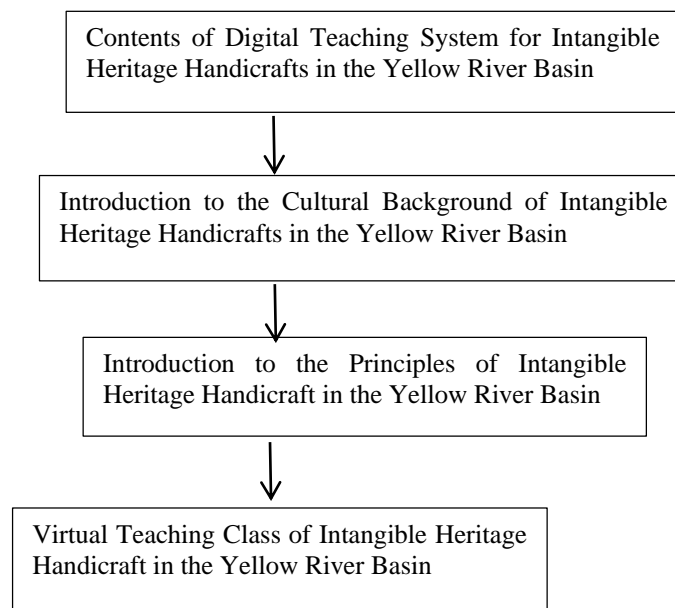 Contents of Digital Teaching System for Intangible
Heritage Handicrafts in the Yellow River Basin
Introduction to the Cultural Background of Intangible
Heritage Handicrafts in the Yellow River Basin
Introduction to the Principles of Intangible
Heritage Handicraft in the Yellow River Basin
Virtual Teaching Class of Intangible Heritage
Handicraft in the Yellow River Basin